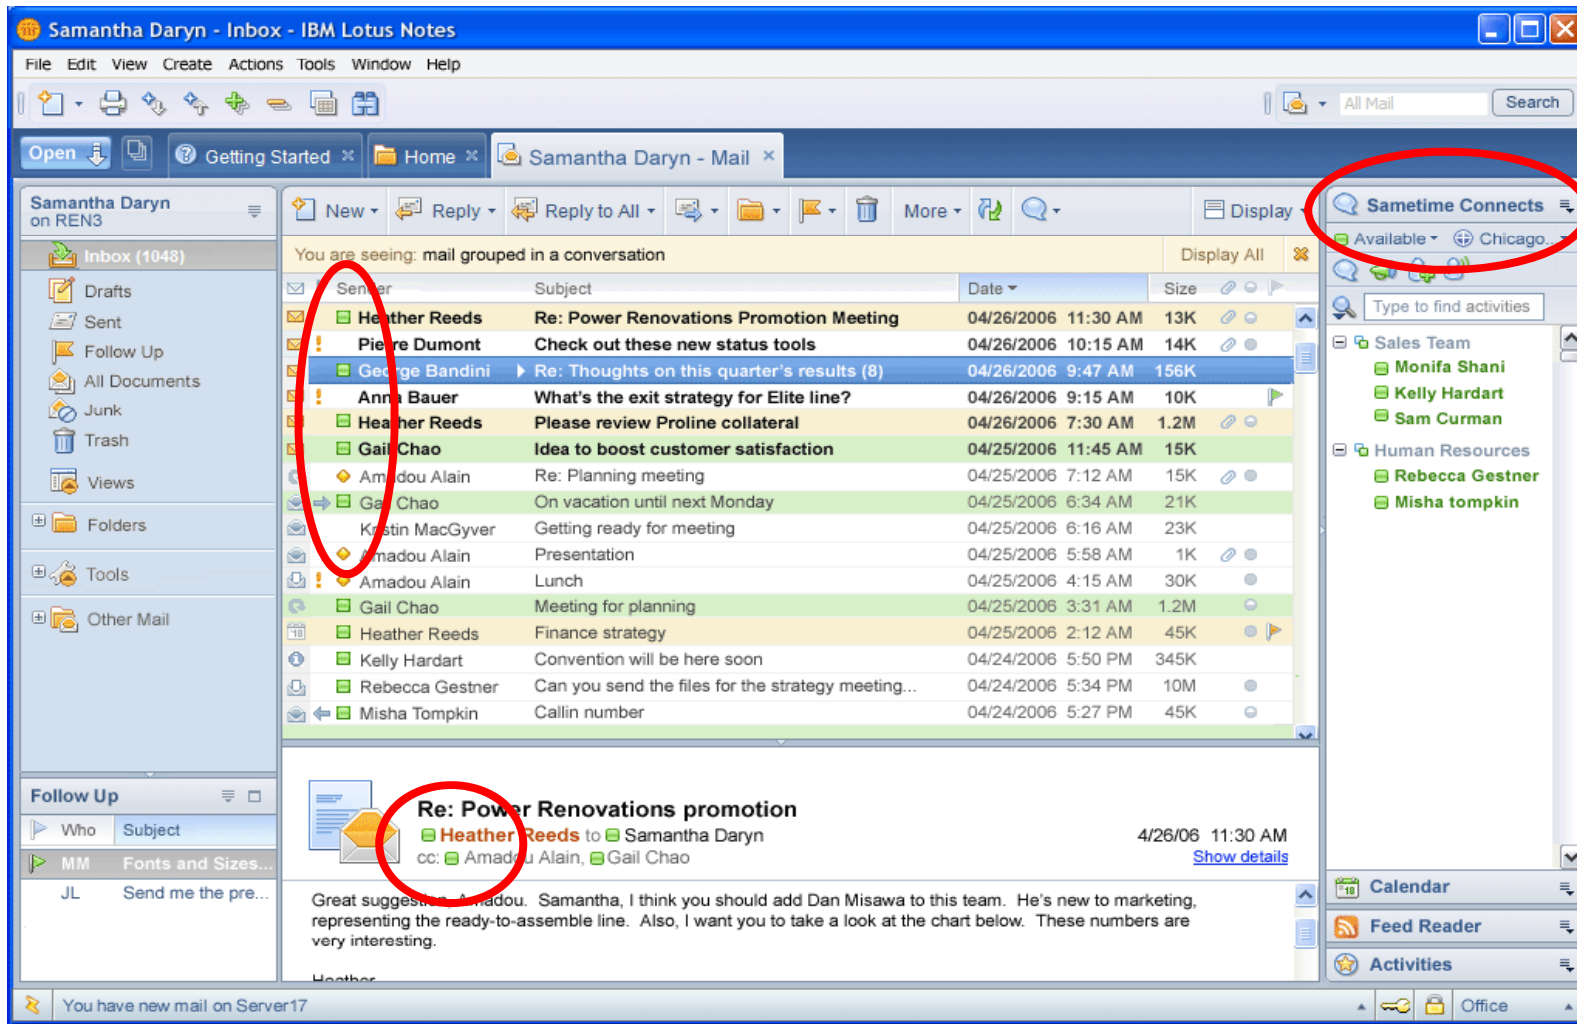 Samantha Daryn - Inbox - IBM Lotus Notes
File Edit View Create Actions Tools Window Help
All Mail Search
Open Getting Started Home Samantha Daryn - Mail
Samantha Daryn
on REN3
Inbox (1048)
Drafts
Sent
Follow Up
All Documents
Junk
Trash
Views
Folders
Tools
Other Mail
Follow Up
Who Subject
MM Fonts and Sizes...
JL Send me the pre...
New Reply Reply to All More Display
You are seeing: mail grouped in a conversation Display All
Sender Subject Date Size
Heather Reeds Re: Power Renovations Promotion Meeting 04/26/2006 11:30 AM 13K
! Pierre Dumont Check out these new status tools 04/26/2006 10:15 AM 14K
George Bandini Re: Thoughts on this quarter's results (8) 04/26/2006 9:47 AM 156K
! Anna Bauer What's the exit strategy for Elite line? 04/26/2006 9:15 AM 10K
Heather Reeds Please review Proline collateral 04/26/2006 7:30 AM 1.2M
Gail Chao Idea to boost customer satisfaction 04/25/2006 11:45 AM 15K
Amadou Alain Re: Planning meeting 04/25/2006 7:12 AM 15K
Gail Chao On vacation until next Monday 04/25/2006 6:34 AM 21K
Kristin MacGyver Getting ready for meeting 04/25/2006 6:16 AM 23K
Amadou Alain Presentation 04/25/2006 5:58 AM 1K
! Amadou Alain Lunch 04/25/2006 4:15 AM 30K
Gail Chao Meeting for planning 04/25/2006 3:31 AM 1.2M
18 Heather Reeds Finance strategy 04/25/2006 2:12 AM 45K
Kelly Hardart Convention will be here soon 04/24/2006 5:50 PM 345K
Rebecca Gestner Can you send the files for the strategy meeting... 04/24/2006 5:34 PM 10M
Misha Tompkin Callin number 04/24/2006 5:27 PM 45K
Re: Power Renovations promotion
Heather Reeds to Samantha Daryn 4/26/06 11:30 AM
cc: Amadou Alain, Gail Chao Show details
Great suggestion, Amadou. Samantha, I think you should add Dan Misawa to this team. He's new to marketing,
representing the ready-to-assemble line. Also, I want you to take a look at the chart below. These numbers are
very interesting.
Heather
Sametime Connects
Available Chicago..
Type to find activities
Sales Team
Monifa Shani
Kelly Hardart
Sam Curman
Human Resources
Rebecca Gestner
Misha tompkin
18 Calendar
Feed Reader
Activities
You have new mail on Server17 Office